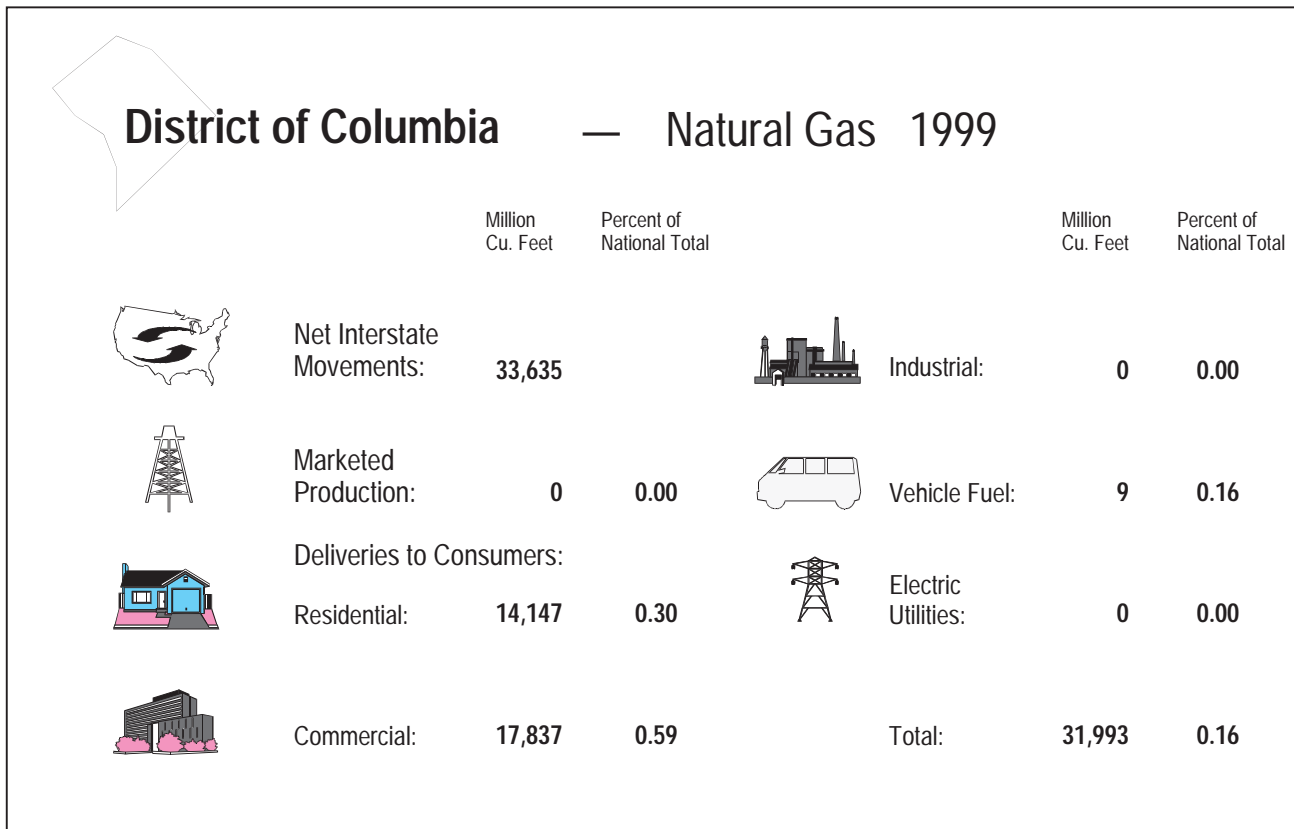 District of Columbia — Natural Gas 1999
Million Cu. Feet
Percent of National Total
Million Cu. Feet
Percent of National Total
Net Interstate
Movements: 33,635
Industrial: 0 0.00
Marketed
Production: 0 0.00
Vehicle Fuel: 9 0.16
Deliveries to Consumers:
Residential: 14,147 0.30
Electric
Utilities: 0 0.00
Commercial: 17,837 0.59
Total: 31,993 0.16